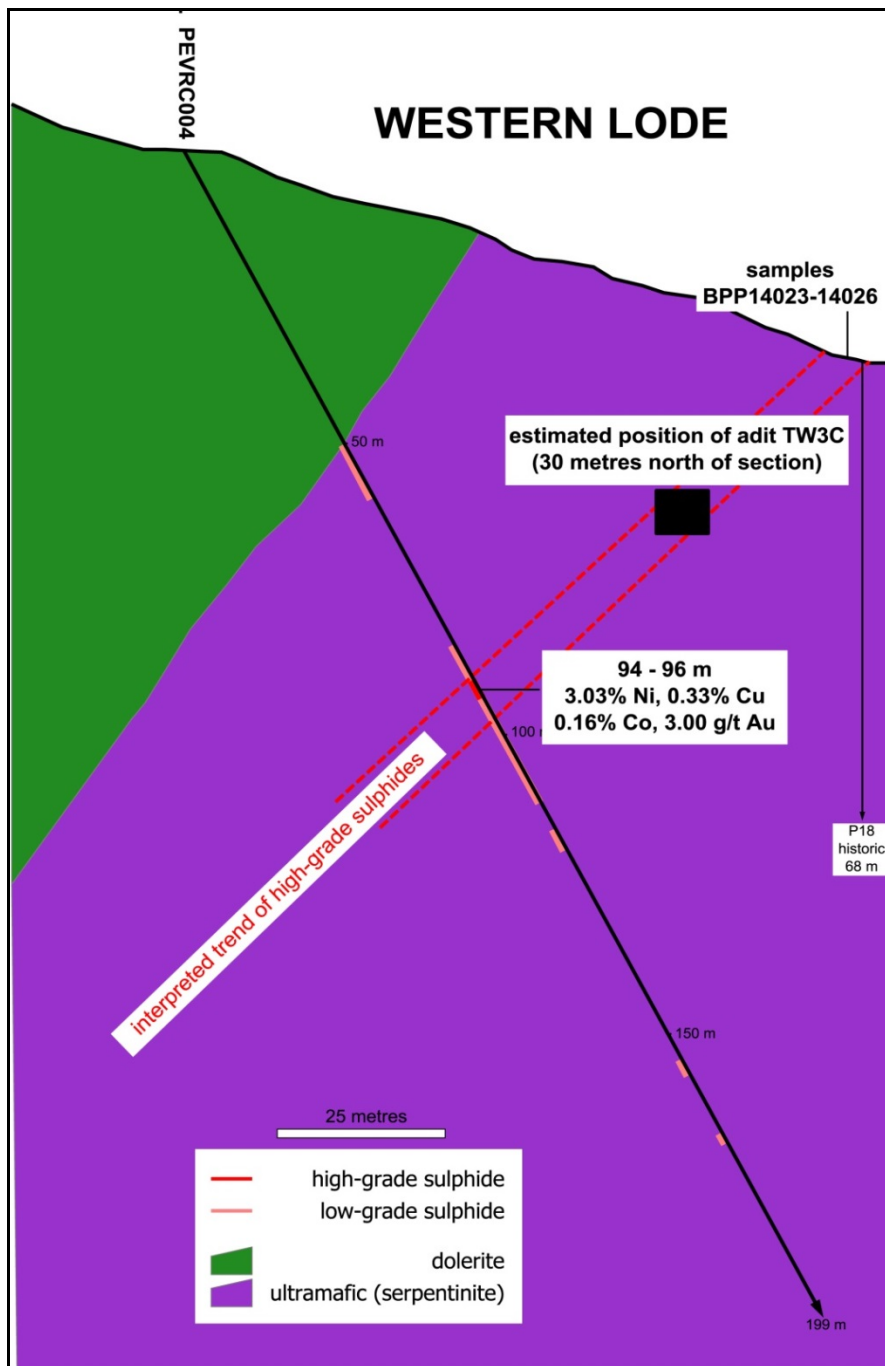 PEVRC004
WESTERN LODE
samples
BPP14023-14026
estimated position of adit TW3C
(30 metres north of section)
50 m
94 - 96 m
3.03% Ni, 0.33% Cu
0.16% Co, 3.00 g/t Au
100 m
interpreted trend of high-grade sulphides
P18
historic
68 m
150 m
25 metres
high-grade sulphide
low-grade sulphide
dolerite
ultramafic (serpentinite)
199 m